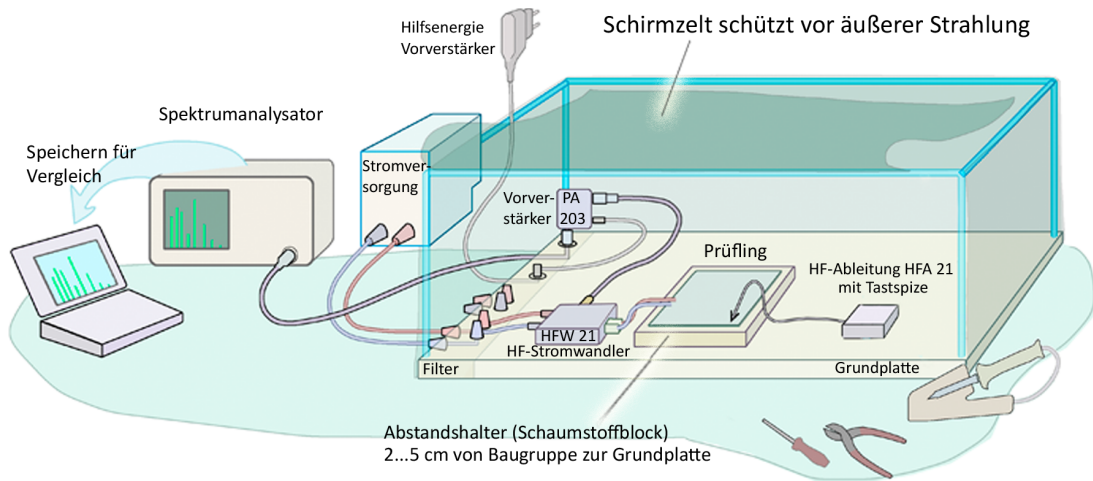 Hilfsenergie
Vorverstärker
Schirmzelt schützt vor äußerer Strahlung
Spektrumanalysator
Speichern für
Vergleich
Stromver-
sorgung
Vorver-
stärker
PA
203
Prüfling
HF-Ableitung HFA 21
mit Tastspize
HFW 21
HF-Stromwandler
Filter
Grundplatte
Abstandshalter (Schaumstoffblock)
2...5 cm von Baugruppe zur Grundplatte